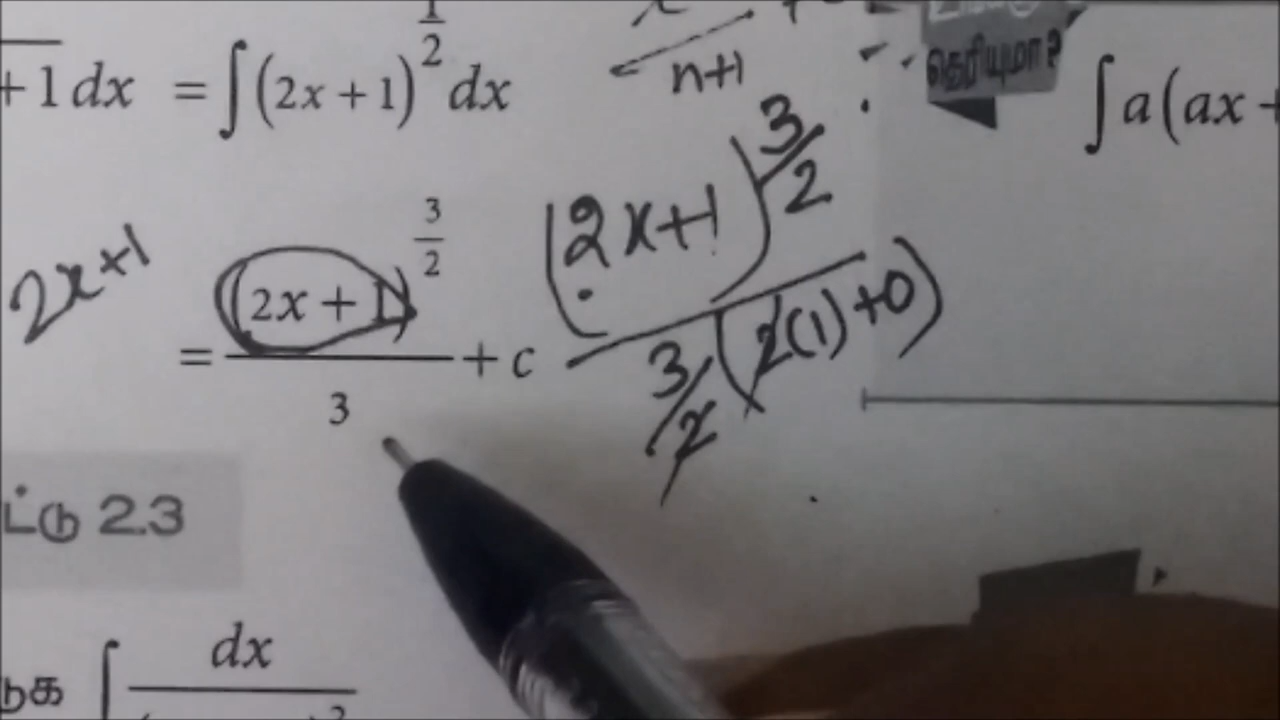 +1 dx = ∫(2x + 1)^{1/2} dx
n+1
தெரியுமா?
∫a(ax +
2x+1
= (2x + 1)^{3/2} / 3 + c
(2x+1)^{3/2} / 3/2 (2(1)+0)
ட்டு 2.3
∫ dx